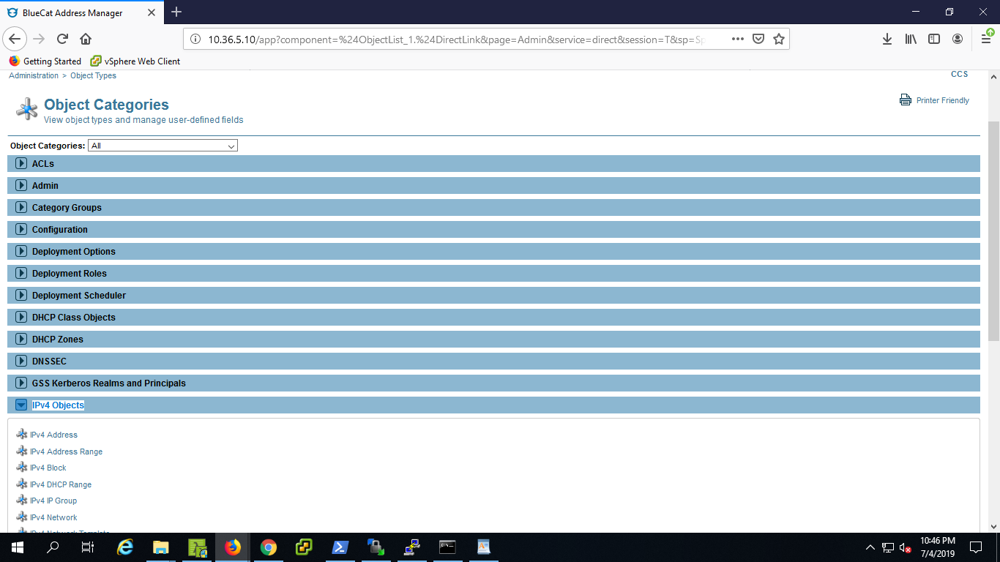 BlueCat Address Manager
10.36.5.10/app?component=%24ObjectList_1.%24DirectLink&page=Admin&service=direct&session=T&sp=Sp
Getting Started vSphere Web Client
Administration > Object Types CCS
Object Categories
View object types and manage user-defined fields
Printer Friendly
Object Categories: All
ACLs
Admin
Category Groups
Configuration
Deployment Options
Deployment Roles
Deployment Scheduler
DHCP Class Objects
DHCP Zones
DNSSEC
GSS Kerberos Realms and Principals
IPv4 Objects
IPv4 Address
IPv4 Address Range
IPv4 Block
IPv4 DHCP Range
IPv4 IP Group
IPv4 Network
IPv4 Network Template
10:46 PM
7/4/2019